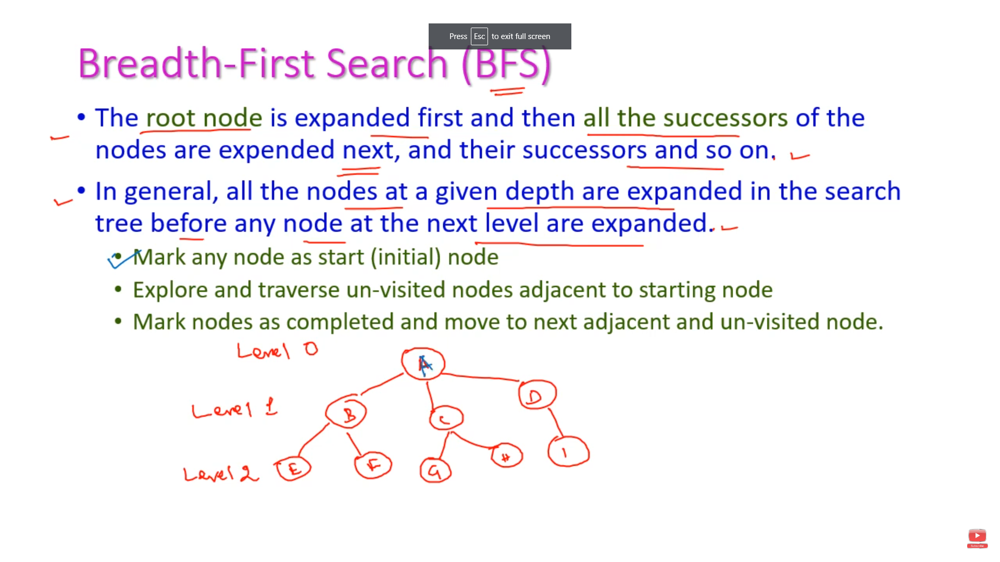 Press Esc to exit full screen
Breadth-First Search (BFS)
• The root node is expanded first and then all the successors of the
nodes are expended next, and their successors and so on.
• In general, all the nodes at a given depth are expanded in the search
tree before any node at the next level are expanded.
• Mark any node as start (initial) node
• Explore and traverse un-visited nodes adjacent to starting node
• Mark nodes as completed and move to next adjacent and un-visited node.
Level 0
A
D
Level 1
B
C
Level 2
E
F
G
H
I
Subscribe